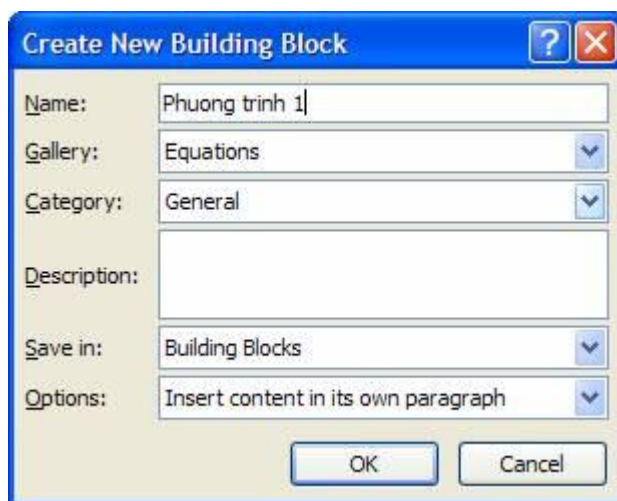 Create New Building Block
Name: Phuong trinh 1
Gallery: Equations
Category: General
Description:
Save in: Building Blocks
Options: Insert content in its own paragraph
OK Cancel